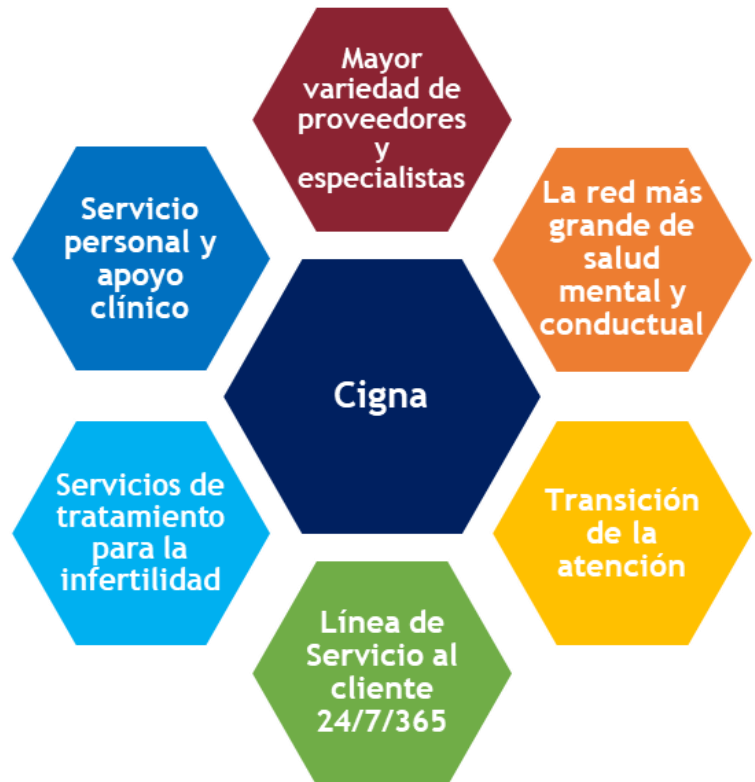 Mayor
variedad de
proveedores
y
especialistas
La red más
grande de
salud
mental y
conductual
Transición
de la
atención
Línea de
Servicio al
cliente
24/7/365
Servicios de
tratamiento
para la
infertilidad
Servicio
personal y
apoyo
clínico
Cigna